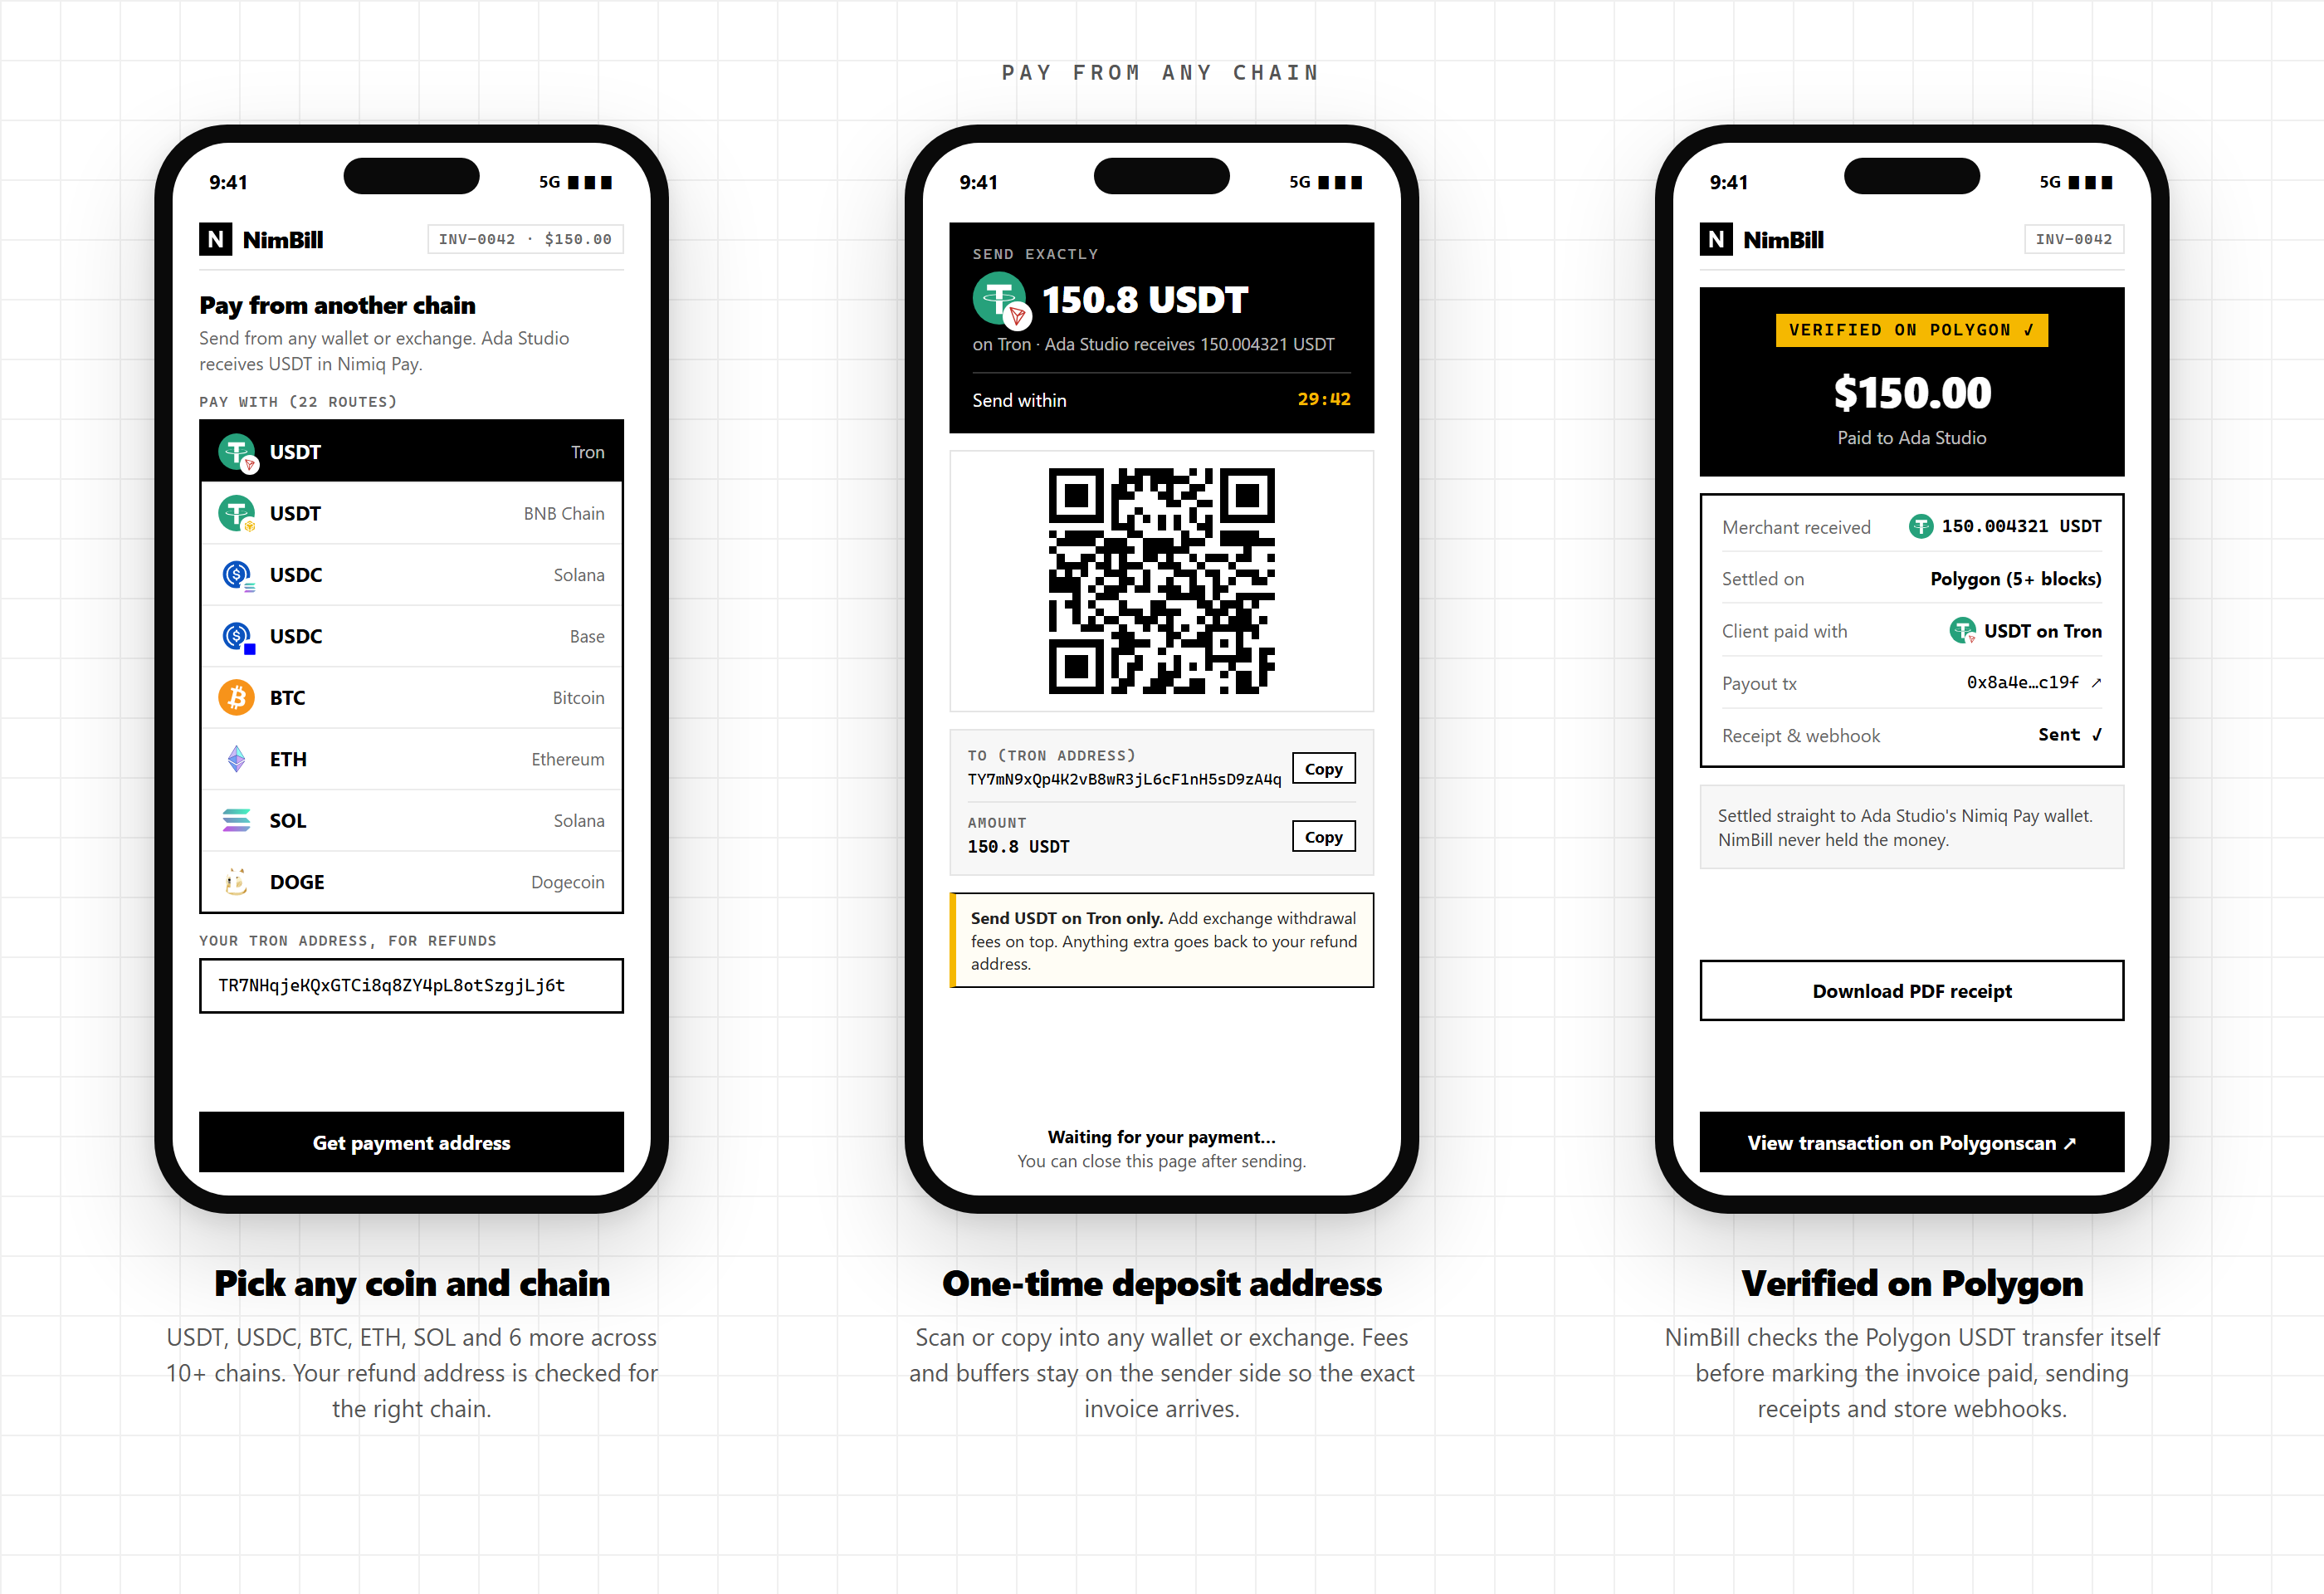 PAY FROM ANY CHAIN
9:41
5G
N NimBill
INV-0042 · $150.00
Pay from another chain
Send from any wallet or exchange. Ada Studio
receives USDT in Nimiq Pay.
PAY WITH (22 ROUTES)
USDT Tron
USDT BNB Chain
USDC Solana
USDC Base
BTC Bitcoin
ETH Ethereum
SOL Solana
DOGE Dogecoin
YOUR TRON ADDRESS, FOR REFUNDS
TR7NHqjeKQxGTCi8q8ZY4pL8otSzgjLj6t
Get payment address
Pick any coin and chain
USDT, USDC, BTC, ETH, SOL and 6 more across
10+ chains. Your refund address is checked for
the right chain.
9:41
5G
SEND EXACTLY
150.8 USDT
on Tron · Ada Studio receives 150.004321 USDT
Send within 29:42
TO (TRON ADDRESS)
TY7mN9xQp4K2vB8wR3jL6cF1nH5sD9zA4q
Copy
AMOUNT
150.8 USDT
Copy
Send USDT on Tron only. Add exchange withdrawal
fees on top. Anything extra goes back to your refund
address.
Waiting for your payment...
You can close this page after sending.
One-time deposit address
Scan or copy into any wallet or exchange. Fees
and buffers stay on the sender side so the exact
invoice arrives.
9:41
5G
N NimBill
INV-0042
VERIFIED ON POLYGON ✓
$150.00
Paid to Ada Studio
Merchant received 150.004321 USDT
Settled on Polygon (5+ blocks)
Client paid with USDT on Tron
Payout tx 0x8a4e…c19f ↗
Receipt & webhook Sent ✓
Settled straight to Ada Studio's Nimiq Pay wallet.
NimBill never held the money.
Download PDF receipt
View transaction on Polygonscan ↗
Verified on Polygon
NimBill checks the Polygon USDT transfer itself
before marking the invoice paid, sending
receipts and store webhooks.